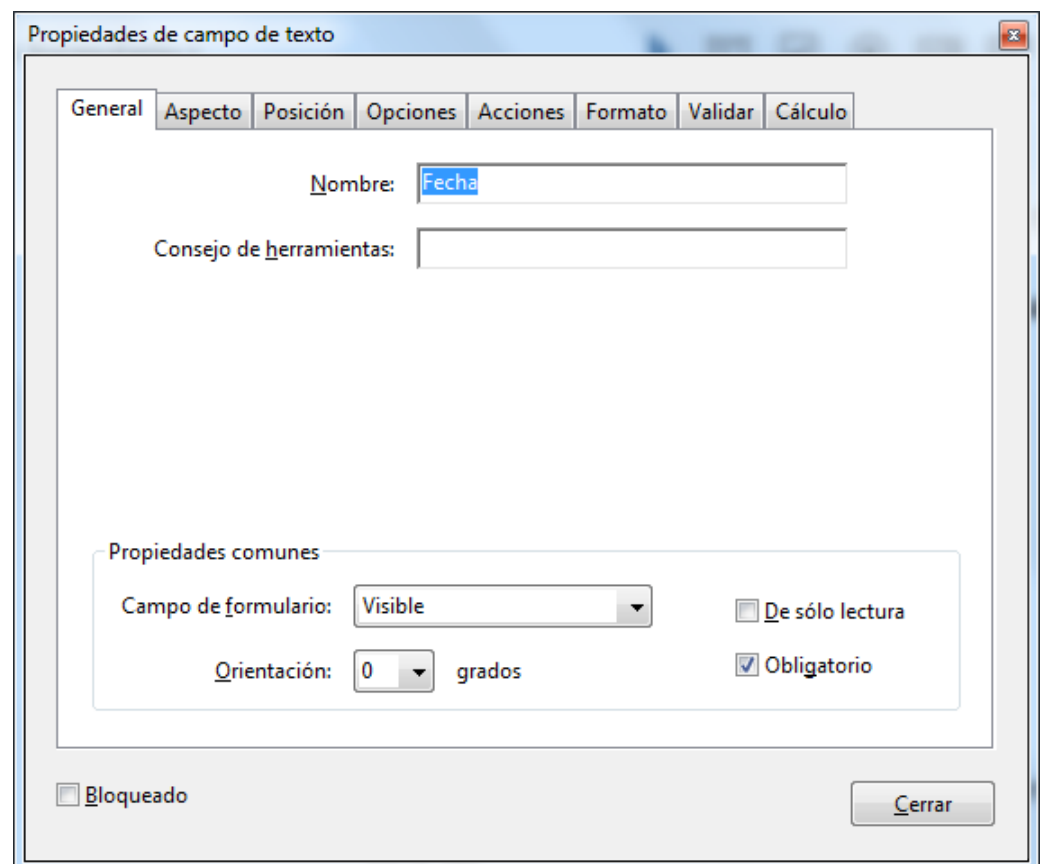 Propiedades de campo de texto
General Aspecto Posición Opciones Acciones Formato Validar Cálculo
Nombre: Fecha
Consejo de herramientas:
Propiedades comunes
Campo de formulario: Visible De sólo lectura
Orientación: 0 grados Obligatorio
Bloqueado Cerrar